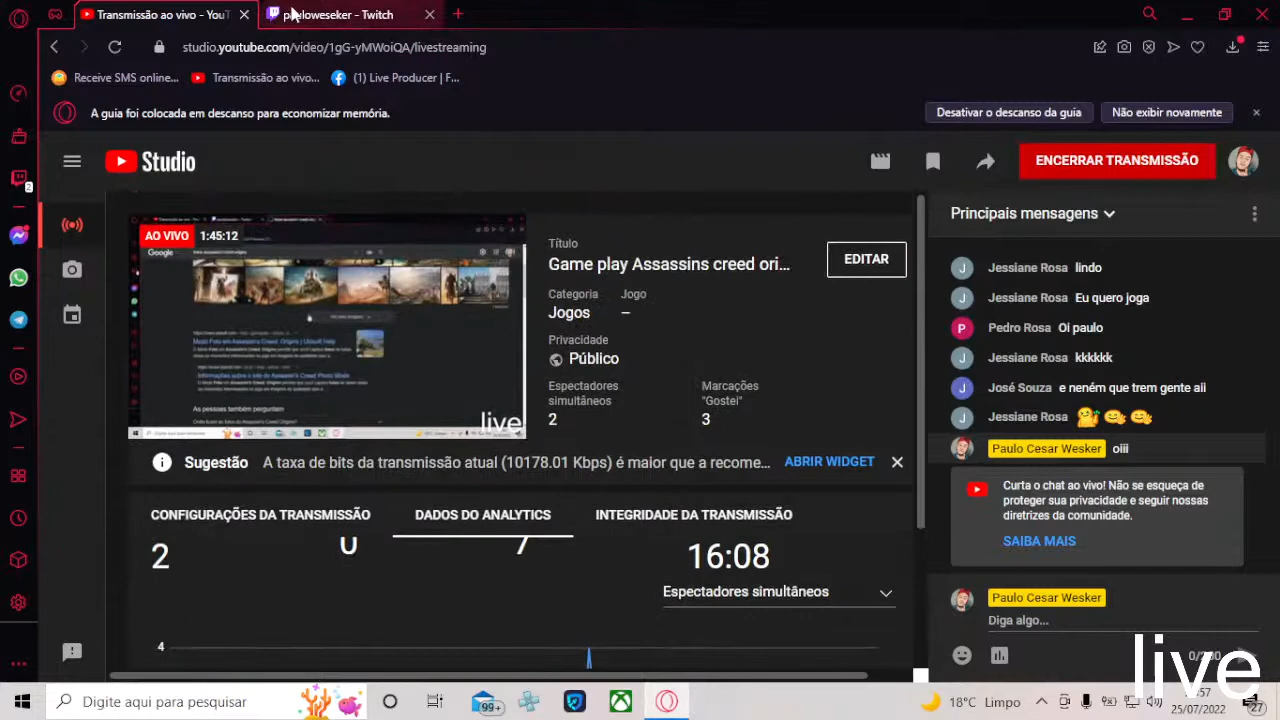 Transmissão ao vivo - YouT
pauloweseker - Twitch
studio.youtube.com/video/1gG-yMWoiQA/livestreaming
Receive SMS online...
Transmissão ao vivo...
(1) Live Producer | F...
A guia foi colocada em descanso para economizar memória.
Desativar o descanso da guia
Não exibir novamente
Studio
ENCERRAR TRANSMISSÃO
2
AO VIVO
1:45:12
Google
As pessoas também perguntam
live
Título
Game play Assassins creed ori...
EDITAR
Categoria
Jogo
Jogos
–
Privacidade
Público
Espectadores
simultâneos
2
Marcações
"Gostei"
3
Sugestão
A taxa de bits da transmissão atual (10178.01 Kbps) é maior que a recome...
ABRIR WIDGET
CONFIGURAÇÕES DA TRANSMISSÃO
DADOS DO ANALYTICS
INTEGRIDADE DA TRANSMISSÃO
2
16:08
Espectadores simultâneos
4
Principais mensagens
J Jessiane Rosa lindo
J Jessiane Rosa Eu quero joga
P Pedro Rosa Oi paulo
J Jessiane Rosa kkkkkk
J José Souza e neném que trem gente ali
J Jessiane Rosa
Paulo Cesar Wesker oiii
Curta o chat ao vivo! Não se esqueça de
proteger sua privacidade e seguir nossas
diretrizes da comunidade.
SAIBA MAIS
Paulo Cesar Wesker
Diga algo...
live
Digite aqui para pesquisar
99+
18°C Limpo
25/07/2022
27